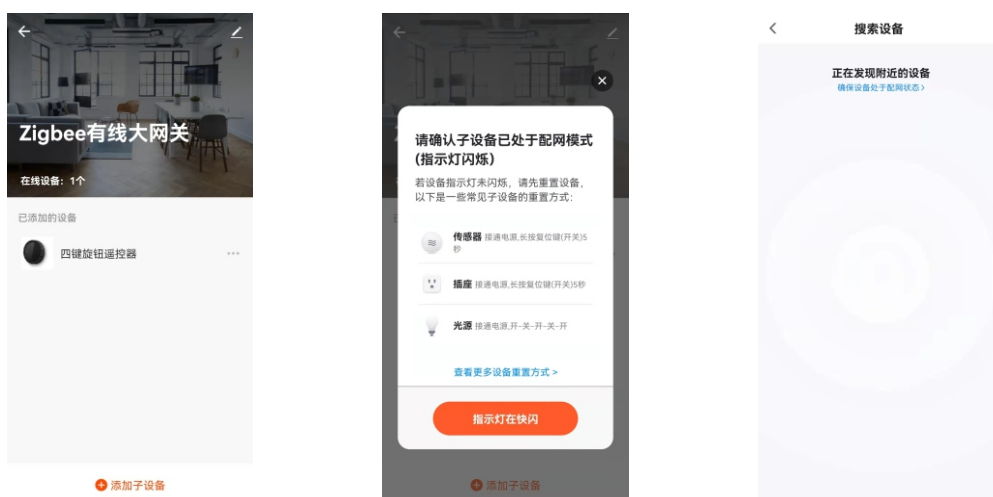 Zigbee有线大网关
在线设备：1个
已添加的设备
四键旋钮遥控器
添加子设备
请确认子设备已处于配网模式
(指示灯闪烁)
若设备指示灯未闪烁，请先重置设备，
以下是一些常见子设备的重置方式：
传感器 接通电源,长按复位键(开关)5
秒
插座 接通电源,长按复位键(开关)5秒
光源 接通电源,开-关-开-关-开
查看更多设备重置方式 >
指示灯在快闪
添加子设备
搜索设备
正在发现附近的设备
确保设备处于配网状态 >